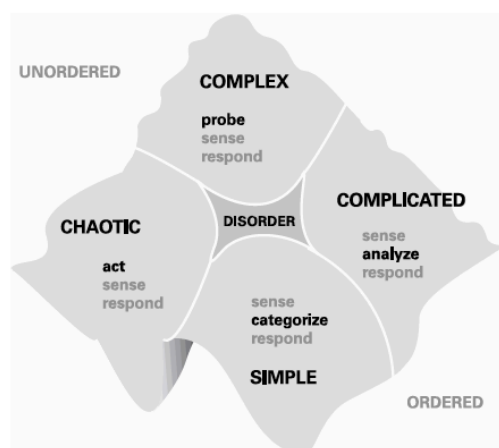 UNORDERED
COMPLEX
probe
sense
respond
COMPLICATED
sense
analyze
respond
DISORDER
CHAOTIC
act
sense
respond
sense
categorize
respond
SIMPLE
ORDERED